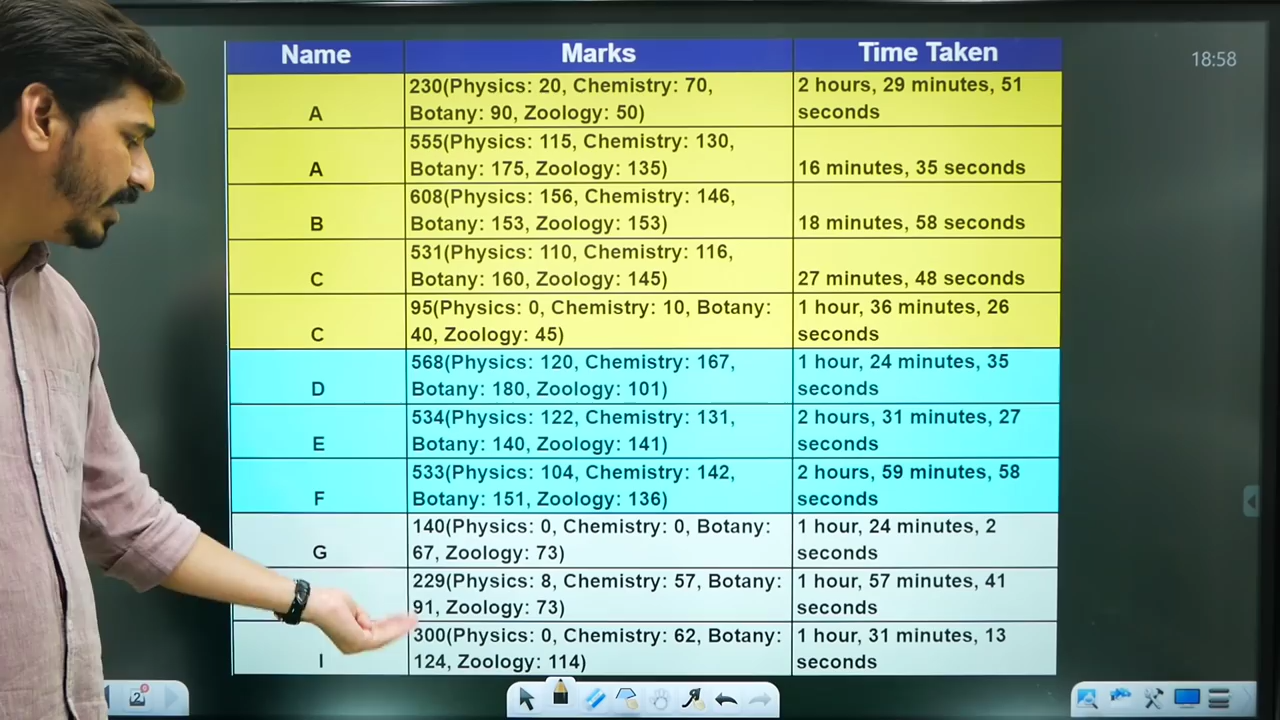 Name Marks Time Taken
18:58
230(Physics: 20, Chemistry: 70,
Botany: 90, Zoology: 50)
2 hours, 29 minutes, 51
seconds
A
555(Physics: 115, Chemistry: 130,
Botany: 175, Zoology: 135)
16 minutes, 35 seconds
A
608(Physics: 156, Chemistry: 146,
Botany: 153, Zoology: 153)
18 minutes, 58 seconds
B
531(Physics: 110, Chemistry: 116,
Botany: 160, Zoology: 145)
27 minutes, 48 seconds
C
95(Physics: 0, Chemistry: 10, Botany:
40, Zoology: 45)
1 hour, 36 minutes, 26
seconds
C
568(Physics: 120, Chemistry: 167,
Botany: 180, Zoology: 101)
1 hour, 24 minutes, 35
seconds
D
534(Physics: 122, Chemistry: 131,
Botany: 140, Zoology: 141)
2 hours, 31 minutes, 27
seconds
E
533(Physics: 104, Chemistry: 142,
Botany: 151, Zoology: 136)
2 hours, 59 minutes, 58
seconds
F
140(Physics: 0, Chemistry: 0, Botany:
67, Zoology: 73)
1 hour, 24 minutes, 2
seconds
G
229(Physics: 8, Chemistry: 57, Botany:
91, Zoology: 73)
1 hour, 57 minutes, 41
seconds
300(Physics: 0, Chemistry: 62, Botany:
124, Zoology: 114)
1 hour, 31 minutes, 13
seconds
I
2